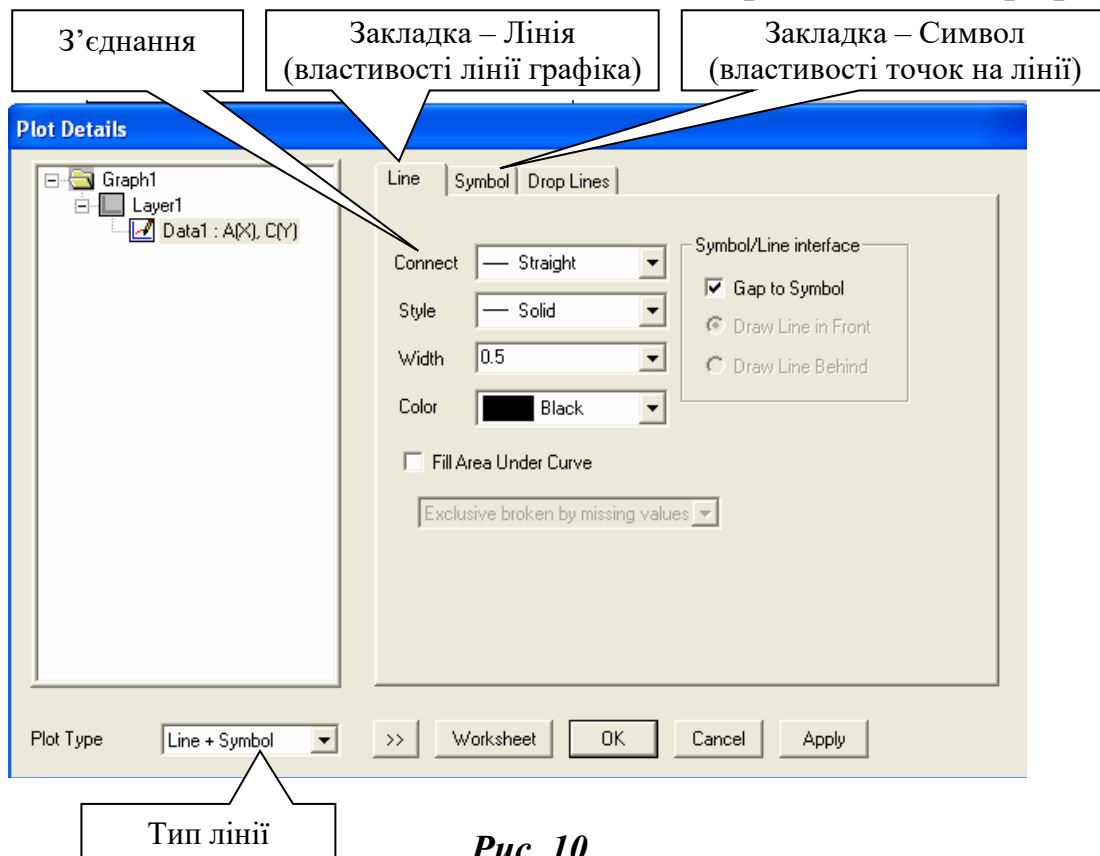 З’єднання
Закладка – Лінія
(властивості лінії графіка)
Закладка – Символ
(властивості точок на лінії)
Plot Details
Graph1
Layer1
Data1 : A(X), C(Y)
Line
Symbol
Drop Lines
Connect
Straight
Style
Solid
Width
0.5
Color
Black
Symbol/Line interface
Gap to Symbol
Draw Line in Front
Draw Line Behind
Fill Area Under Curve
Exclusive broken by missing values
Plot Type
Line + Symbol
>>
Worksheet
OK
Cancel
Apply
Тип лінії
Рис 10